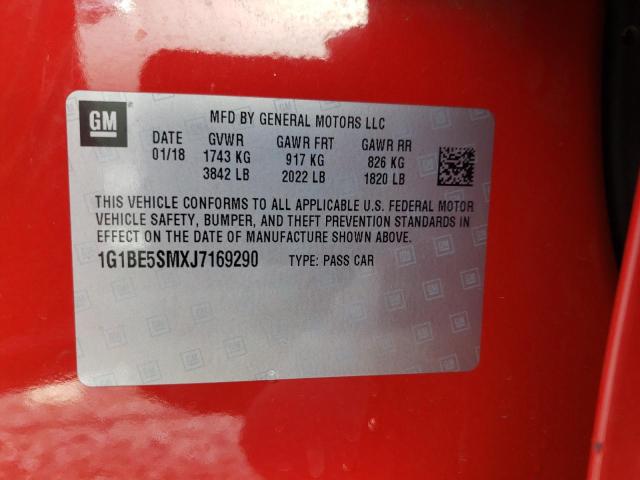 GM
MFD BY GENERAL MOTORS LLC
DATE GVWR GAWR FRT GAWR RR
01/18 1743 KG 917 KG 826 KG
3842 LB 2022 LB 1820 LB
THIS VEHICLE CONFORMS TO ALL APPLICABLE U.S. FEDERAL MOTOR
VEHICLE SAFETY, BUMPER, AND THEFT PREVENTION STANDARDS IN
EFFECT ON THE DATE OF MANUFACTURE SHOWN ABOVE.
1G1BE5SMXJ7169290 TYPE: PASS CAR